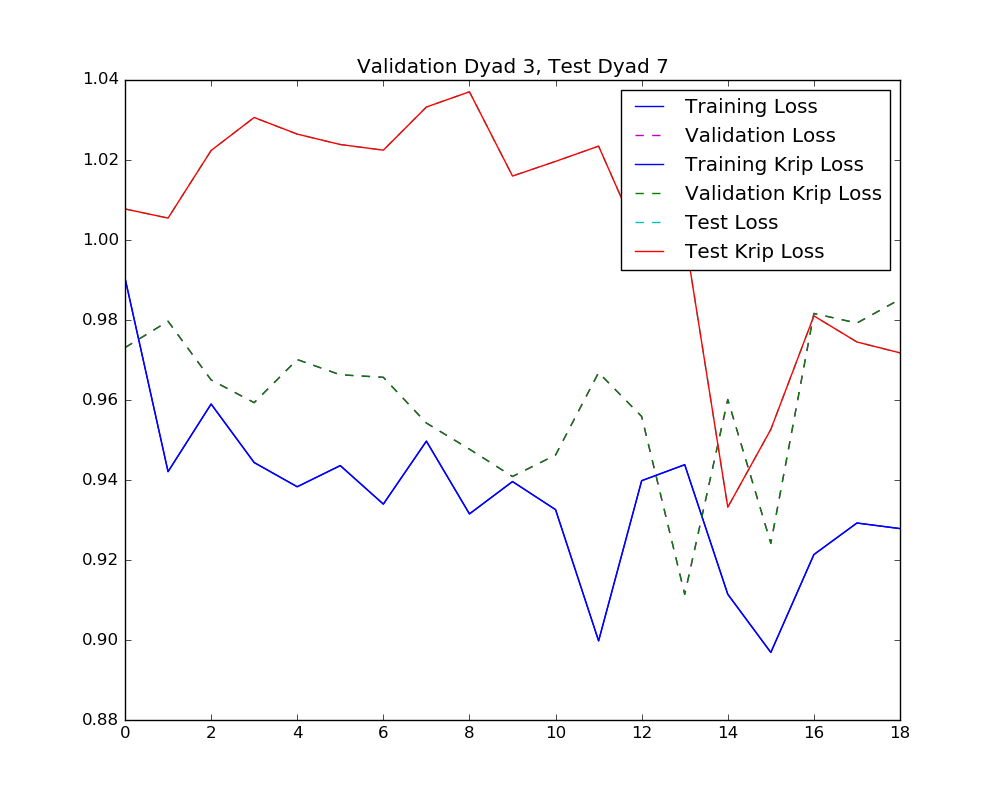 Validation Dyad 3, Test Dyad 7
1.04
1.02
1.00
0.98
0.96
0.94
0.92
0.90
0.88
Training Loss
Validation Loss
Training Krip Loss
Validation Krip Loss
Test Loss
Test Krip Loss
0 2 4 6 8 10 12 14 16 18